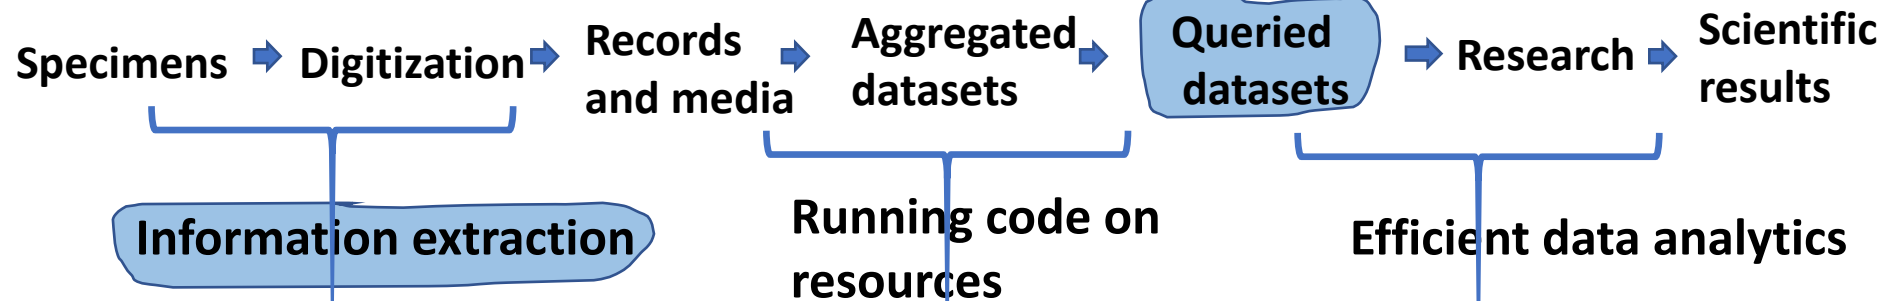 Specimens
Digitization
Records
and media
Aggregated
datasets
Queried
datasets
Research
Scientific
results
Information extraction
Running code on
resources
Efficient data analytics